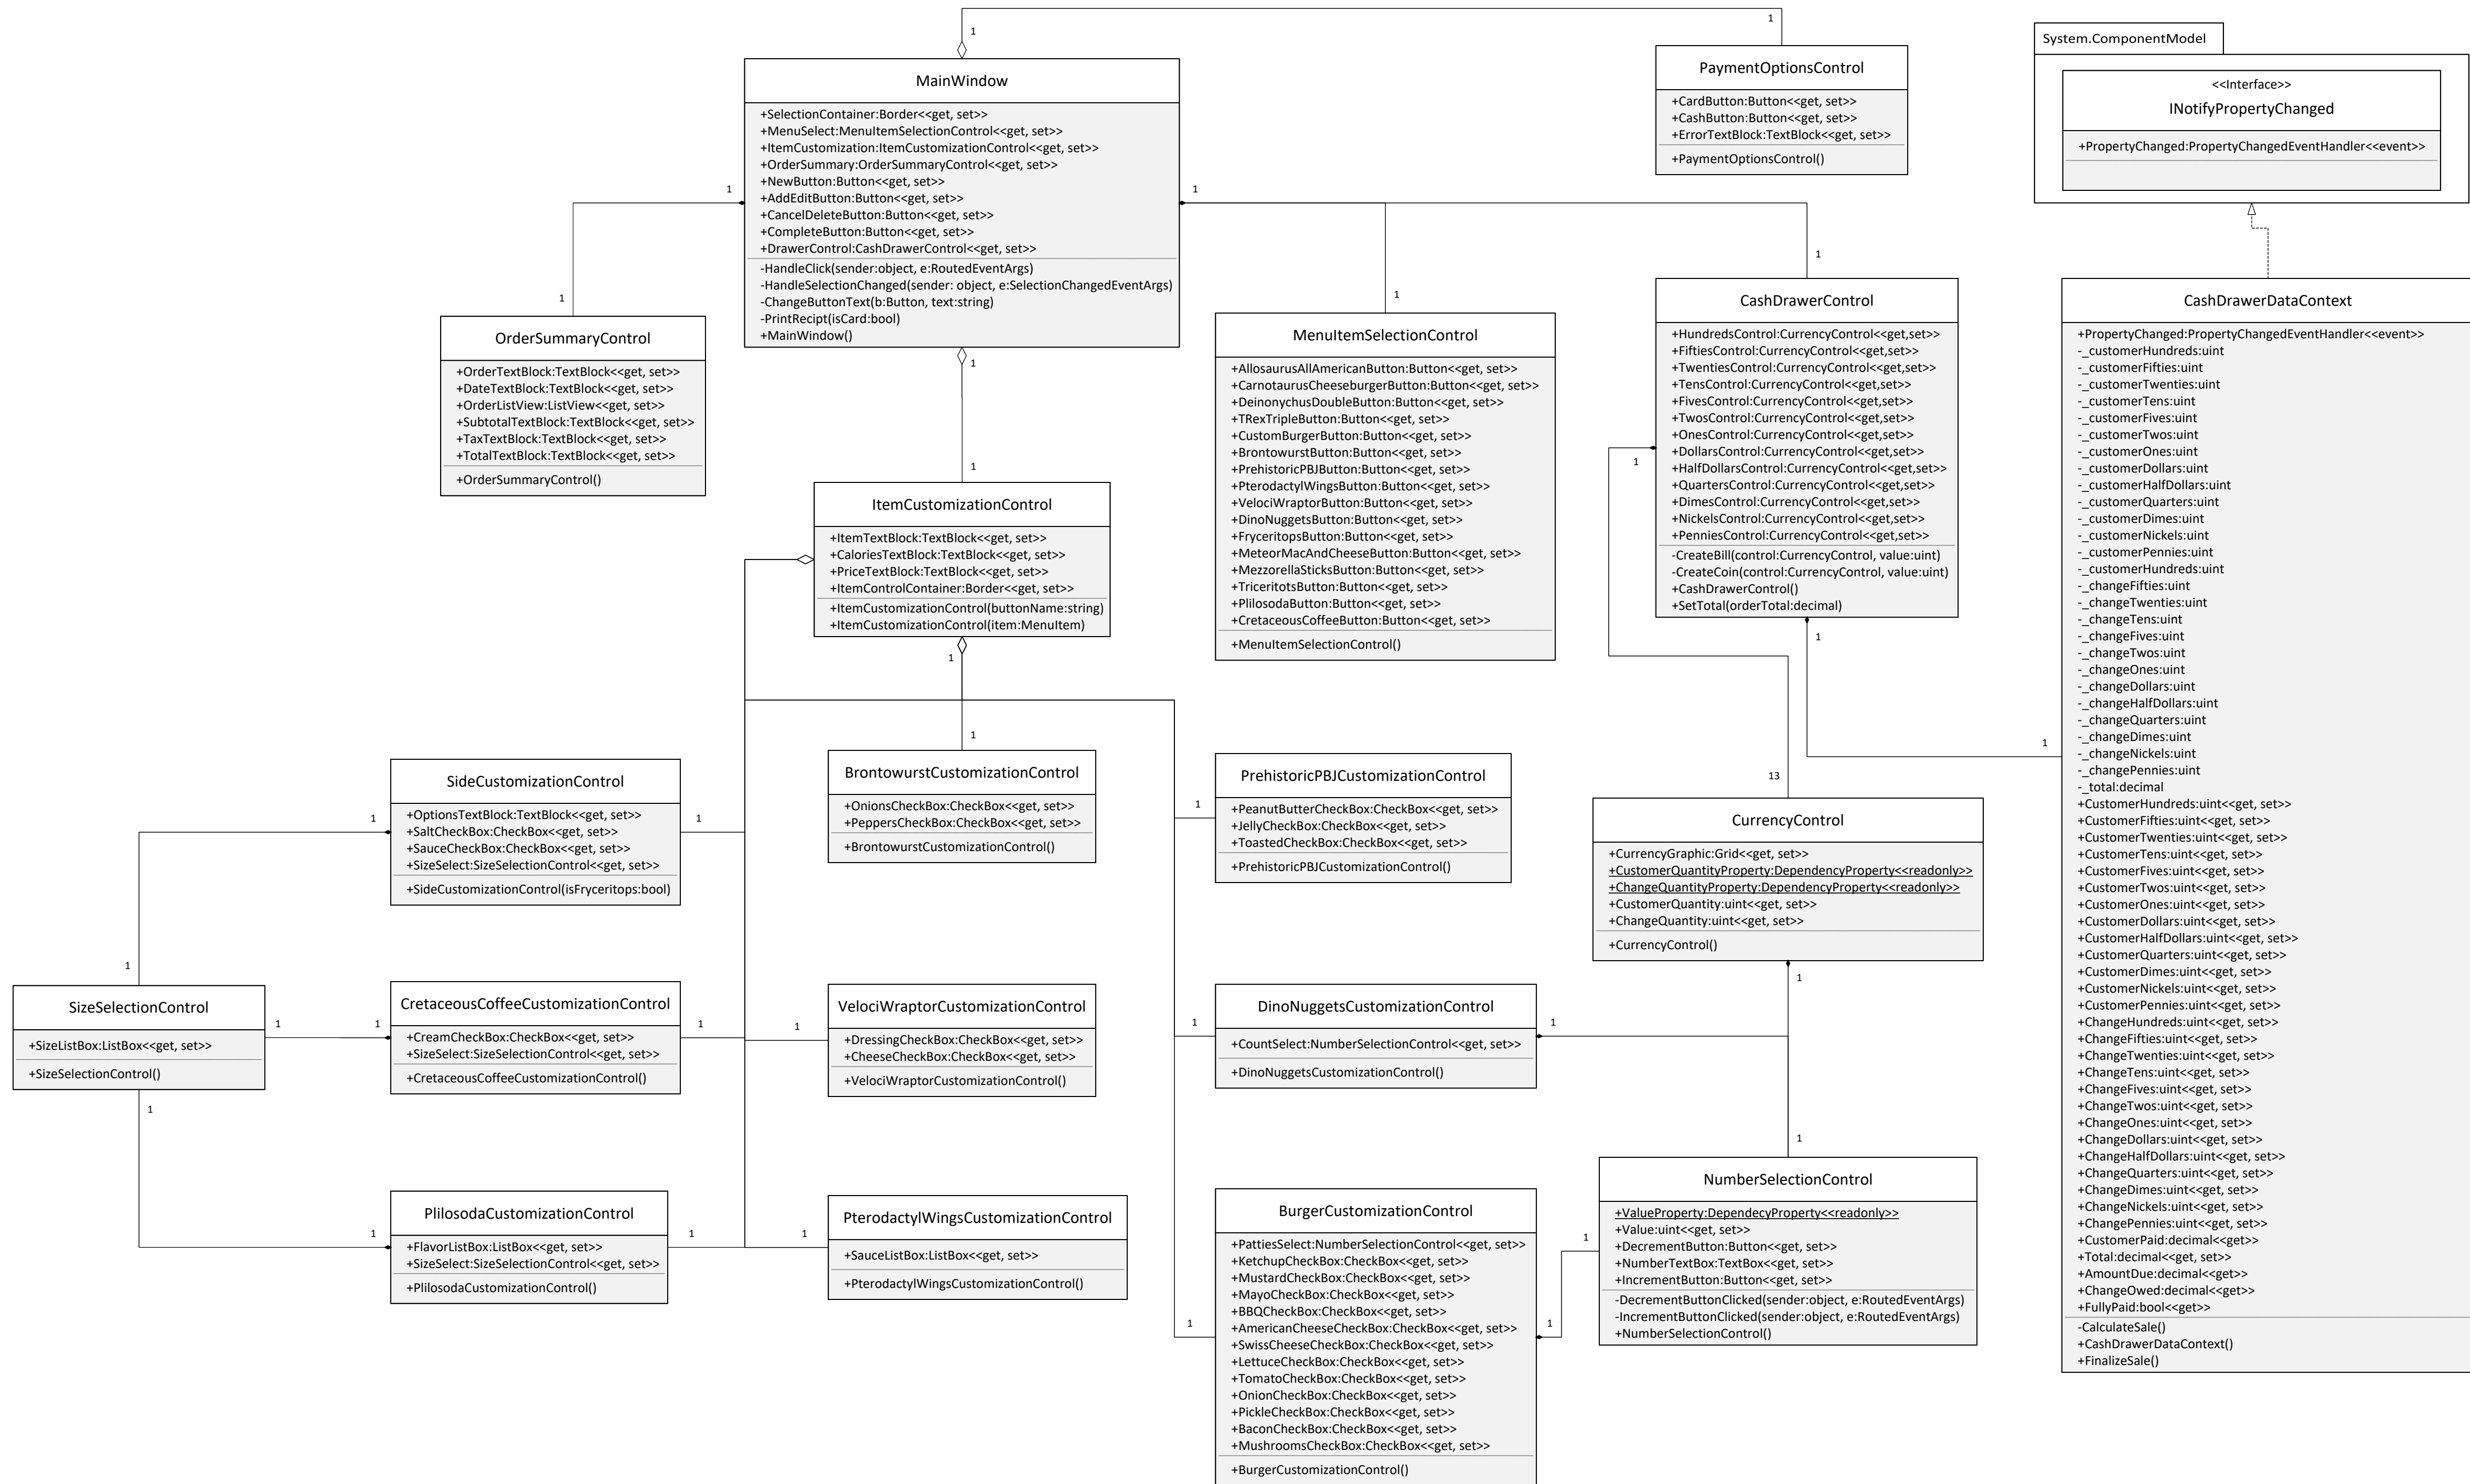 1
1
System.ComponentModel
<<Interface>>
INotifyPropertyChanged
+PropertyChanged:PropertyChangedEventHandler<<event>>
PaymentOptionsControl
+CardButton:Button<<get, set>>
+CashButton:Button<<get, set>>
+ErrorTextBlock:TextBlock<<get, set>>
+PaymentOptionsControl()
MainWindow
+SelectionContainer:Border<<get, set>>
+MenuSelect:MenuItemSelectionControl<<get, set>>
+ItemCustomization:ItemCustomizationControl<<get, set>>
+OrderSummary:OrderSummaryControl<<get, set>>
+NewButton:Button<<get, set>>
+AddEditButton:Button<<get, set>>
+CancelDeleteButton:Button<<get, set>>
+CompleteButton:Button<<get, set>>
+DrawerControl:CashDrawerControl<<get, set>>
-HandleClick(sender:object, e:RoutedEventArgs)
-HandleSelectionChanged(sender: object, e:SelectionChangedEventArgs)
-ChangeButtonText(b:Button, text:string)
-PrintRecipt(isCard:bool)
+MainWindow()
1
1
1
1
1
1
OrderSummaryControl
+OrderTextBlock:TextBlock<<get, set>>
+DateTextBlock:TextBlock<<get, set>>
+OrderListView:ListView<<get, set>>
+SubtotalTextBlock:TextBlock<<get, set>>
+TaxTextBlock:TextBlock<<get, set>>
+TotalTextBlock:TextBlock<<get, set>>
+OrderSummaryControl()
MenuItemSelectionControl
+AllosaurusAllAmericanButton:Button<<get, set>>
+CarnotaurusCheeseburgerButton:Button<<get, set>>
+DeinonychusDoubleButton:Button<<get, set>>
+TRexTripleButton:Button<<get, set>>
+CustomBurgerButton:Button<<get, set>>
+BrontowurstButton:Button<<get, set>>
+PrehistoricPBJButton:Button<<get, set>>
+PterodactylWingsButton:Button<<get, set>>
+VelociWraptorButton:Button<<get, set>>
+DinoNuggetsButton:Button<<get, set>>
+FryceritopsButton:Button<<get, set>>
+MeteorMacAndCheeseButton:Button<<get, set>>
+MezzorellaSticksButton:Button<<get, set>>
+TriceritotsButton:Button<<get, set>>
+PlilosodaButton:Button<<get, set>>
+CretaceousCoffeeButton:Button<<get, set>>
+MenuItemSelectionControl()
CashDrawerControl
+HundredsControl:CurrencyControl<<get,set>>
+FiftiesControl:CurrencyControl<<get,set>>
+TwentiesControl:CurrencyControl<<get,set>>
+TensControl:CurrencyControl<<get,set>>
+FivesControl:CurrencyControl<<get,set>>
+TwosControl:CurrencyControl<<get,set>>
+OnesControl:CurrencyControl<<get,set>>
+DollarsControl:CurrencyControl<<get,set>>
+HalfDollarsControl:CurrencyControl<<get,set>>
+QuartersControl:CurrencyControl<<get,set>>
+DimesControl:CurrencyControl<<get,set>>
+NickelsControl:CurrencyControl<<get,set>>
+PenniesControl:CurrencyControl<<get,set>>
-CreateBill(control:CurrencyControl, value:uint)
-CreateCoin(control:CurrencyControl, value:uint)
+CashDrawerControl()
+SetTotal(orderTotal:decimal)
1
1
1
13
CashDrawerDataContext
+PropertyChanged:PropertyChangedEventHandler<<event>>
-_customerHundreds:uint
-_customerFifties:uint
-_customerTwenties:uint
-_customerTens:uint
-_customerFives:uint
-_customerTwos:uint
-_customerOnes:uint
-_customerDollars:uint
-_customerHalfDollars:uint
-_customerQuarters:uint
-_customerDimes:uint
-_customerNickels:uint
-_customerPennies:uint
-_customerHundreds:uint
-_changeFifties:uint
-_changeTwenties:uint
-_changeTens:uint
-_changeFives:uint
-_changeTwos:uint
-_changeOnes:uint
-_changeDollars:uint
-_changeHalfDollars:uint
-_changeQuarters:uint
-_changeDimes:uint
-_changeNickels:uint
-_changePennies:uint
-_total:decimal
+CustomerHundreds:uint<<get, set>>
+CustomerFifties:uint<<get, set>>
+CustomerTwenties:uint<<get, set>>
+CustomerTens:uint<<get, set>>
+CustomerFives:uint<<get, set>>
+CustomerTwos:uint<<get, set>>
+CustomerOnes:uint<<get, set>>
+CustomerDollars:uint<<get, set>>
+CustomerHalfDollars:uint<<get, set>>
+CustomerQuarters:uint<<get, set>>
+CustomerDimes:uint<<get, set>>
+CustomerNickels:uint<<get, set>>
+CustomerPennies:uint<<get, set>>
+ChangeHundreds:uint<<get, set>>
+ChangeFifties:uint<<get, set>>
+ChangeTwenties:uint<<get, set>>
+ChangeTens:uint<<get, set>>
+ChangeFives:uint<<get, set>>
+ChangeTwos:uint<<get, set>>
+ChangeOnes:uint<<get, set>>
+ChangeDollars:uint<<get, set>>
+ChangeHalfDollars:uint<<get, set>>
+ChangeQuarters:uint<<get, set>>
+ChangeDimes:uint<<get, set>>
+ChangeNickels:uint<<get, set>>
+ChangePennies:uint<<get, set>>
+CustomerPaid:decimal<<get>>
+Total:decimal<<get, set>>
+AmountDue:decimal<<get>>
+ChangeOwed:decimal<<get>>
+FullyPaid:bool<<get>>
-CalculateSale()
+CashDrawerDataContext()
+FinalizeSale()
1
ItemCustomizationControl
+ItemTextBlock:TextBlock<<get, set>>
+CaloriesTextBlock:TextBlock<<get, set>>
+PriceTextBlock:TextBlock<<get, set>>
+ItemControlContainer:Border<<get, set>>
+ItemCustomizationControl(buttonName:string)
+ItemCustomizationControl(item:MenuItem)
1
1
1
SideCustomizationControl
+OptionsTextBlock:TextBlock<<get, set>>
+SaltCheckBox:CheckBox<<get, set>>
+SauceCheckBox:CheckBox<<get, set>>
+SizeSelect:SizeSelectionControl<<get, set>>
+SideCustomizationControl(isFryceritops:bool)
1
1
BrontowurstCustomizationControl
+OnionsCheckBox:CheckBox<<get, set>>
+PeppersCheckBox:CheckBox<<get, set>>
+BrontowurstCustomizationControl()
1
PrehistoricPBJCustomizationControl
+PeanutButterCheckBox:CheckBox<<get, set>>
+JellyCheckBox:CheckBox<<get, set>>
+ToastedCheckBox:CheckBox<<get, set>>
+PrehistoricPBJCustomizationControl()
CurrencyControl
+CurrencyGraphic:Grid<<get, set>>
+CustomerQuantityProperty:DependencyProperty<<readonly>>
+ChangeQuantityProperty:DependencyProperty<<readonly>>
+CustomerQuantity:uint<<get, set>>
+ChangeQuantity:uint<<get, set>>
+CurrencyControl()
1
1
SizeSelectionControl
+SizeListBox:ListBox<<get, set>>
+SizeSelectionControl()
1
1
1
CretaceousCoffeeCustomizationControl
+CreamCheckBox:CheckBox<<get, set>>
+SizeSelect:SizeSelectionControl<<get, set>>
+CretaceousCoffeeCustomizationControl()
1
1
VelociWraptorCustomizationControl
+DressingCheckBox:CheckBox<<get, set>>
+CheeseCheckBox:CheckBox<<get, set>>
+VelociWraptorCustomizationControl()
1
DinoNuggetsCustomizationControl
+CountSelect:NumberSelectionControl<<get, set>>
+DinoNuggetsCustomizationControl()
1
1
1
PlilosodaCustomizationControl
+FlavorListBox:ListBox<<get, set>>
+SizeSelect:SizeSelectionControl<<get, set>>
+PlilosodaCustomizationControl()
1
1
PterodactylWingsCustomizationControl
+SauceListBox:ListBox<<get, set>>
+PterodactylWingsCustomizationControl()
1
BurgerCustomizationControl
+PattiesSelect:NumberSelectionControl<<get, set>>
+KetchupCheckBox:CheckBox<<get, set>>
+MustardCheckBox:CheckBox<<get, set>>
+MayoCheckBox:CheckBox<<get, set>>
+BBQCheckBox:CheckBox<<get, set>>
+AmericanCheeseCheckBox:CheckBox<<get, set>>
+SwissCheeseCheckBox:CheckBox<<get, set>>
+LettuceCheckBox:CheckBox<<get, set>>
+TomatoCheckBox:CheckBox<<get, set>>
+OnionCheckBox:CheckBox<<get, set>>
+PickleCheckBox:CheckBox<<get, set>>
+BaconCheckBox:CheckBox<<get, set>>
+MushroomsCheckBox:CheckBox<<get, set>>
+BurgerCustomizationControl()
1
1
NumberSelectionControl
+ValueProperty:DependecyProperty<<readonly>>
+Value:uint<<get, set>>
+DecrementButton:Button<<get, set>>
+NumberTextBox:TextBox<<get, set>>
+IncrementButton:Button<<get, set>>
-DecrementButtonClicked(sender:object, e:RoutedEventArgs)
-IncrementButtonClicked(sender:object, e:RoutedEventArgs)
+NumberSelectionControl()